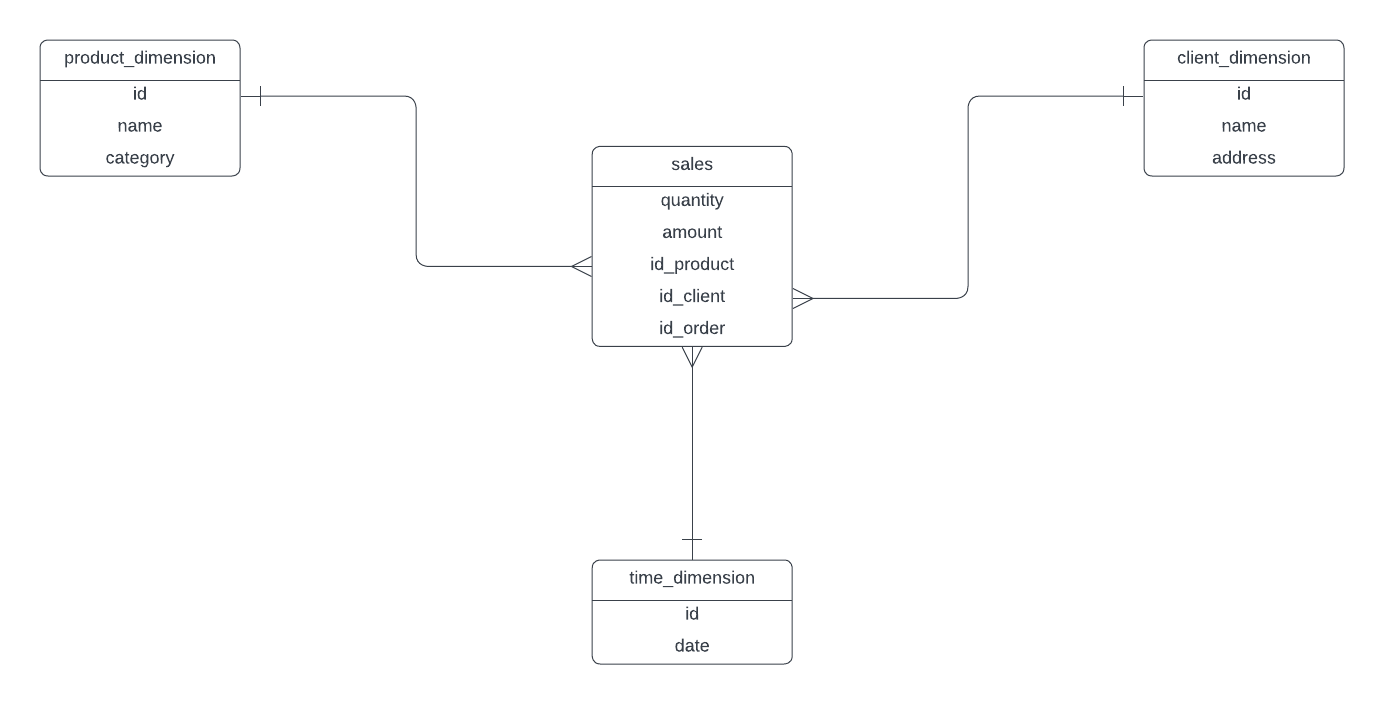 product_dimension
id
name
category
client_dimension
id
name
address
sales
quantity
amount
id_product
id_client
id_order
time_dimension
id
date